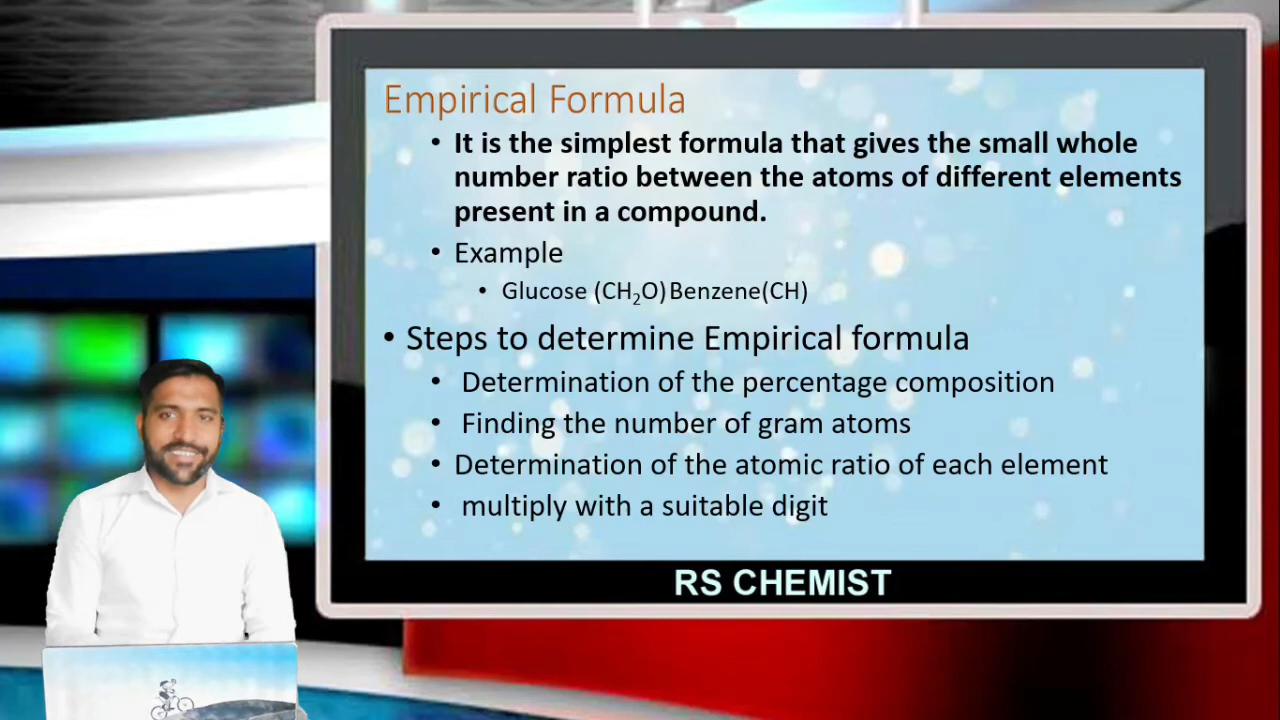 Empirical Formula
• It is the simplest formula that gives the small whole
number ratio between the atoms of different elements
present in a compound.
• Example
• Glucose (CH₂O) Benzene(CH)
• Steps to determine Empirical formula
• Determination of the percentage composition
• Finding the number of gram atoms
• Determination of the atomic ratio of each element
• multiply with a suitable digit
RS CHEMIST